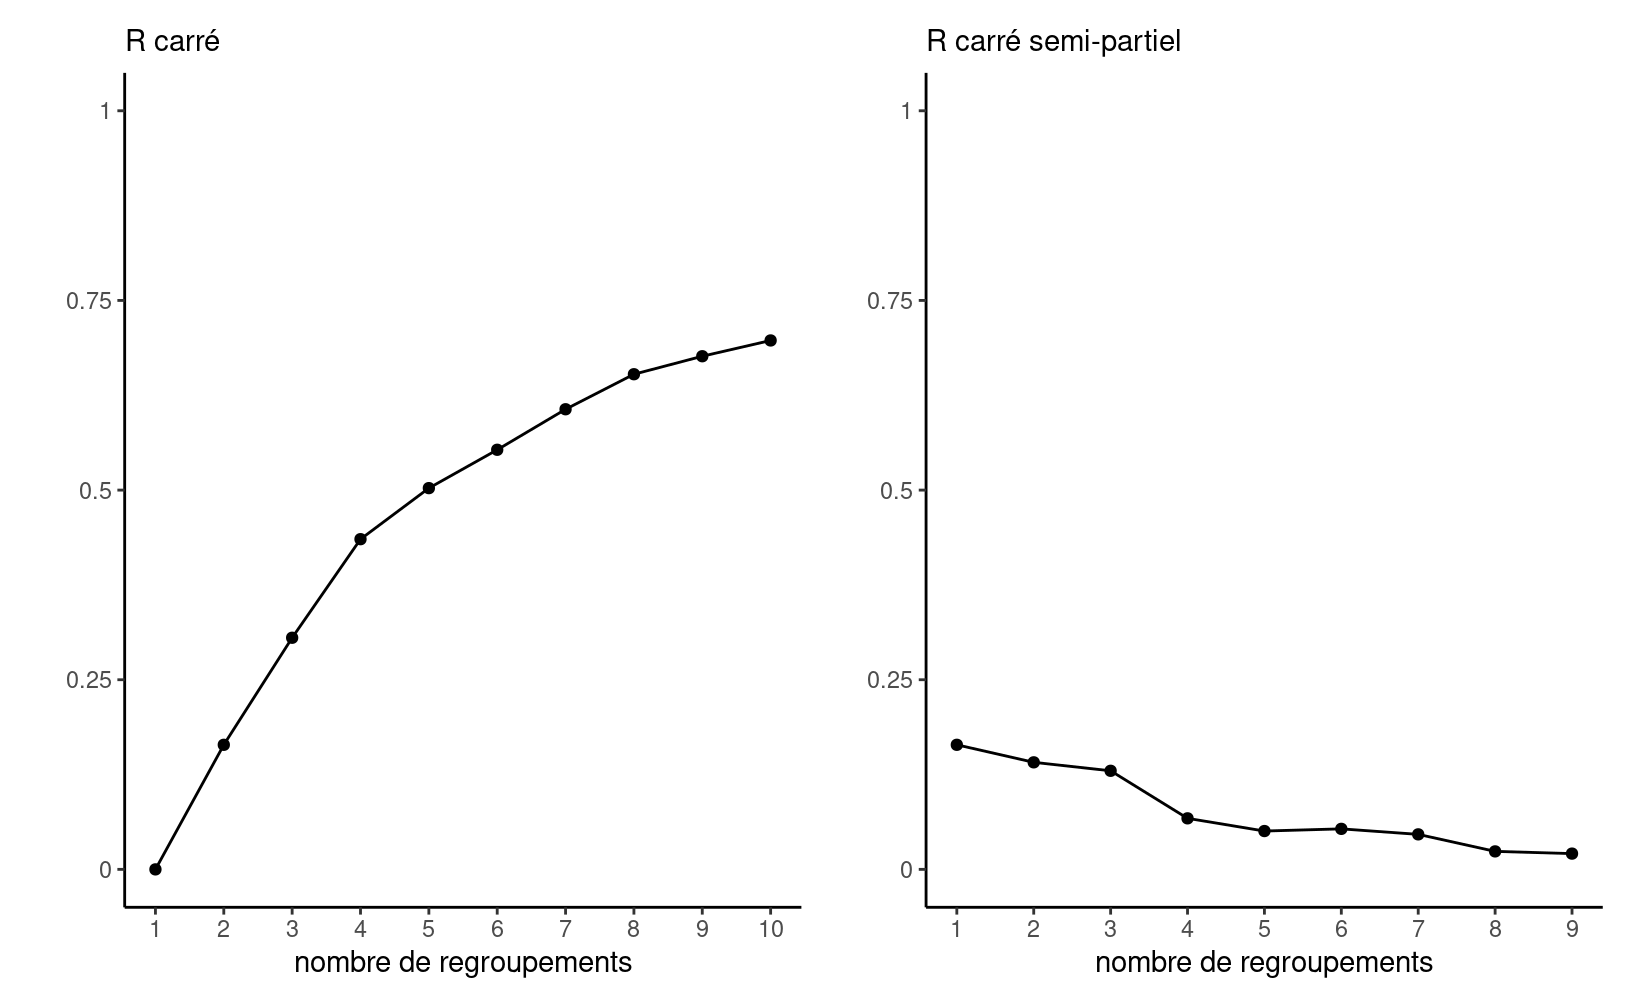 R carré
1
0.75
0.5
0.25
0
1 2 3 4 5 6 7 8 9 10
nombre de regroupements
R carré semi-partiel
1
0.75
0.5
0.25
0
1 2 3 4 5 6 7 8 9
nombre de regroupements